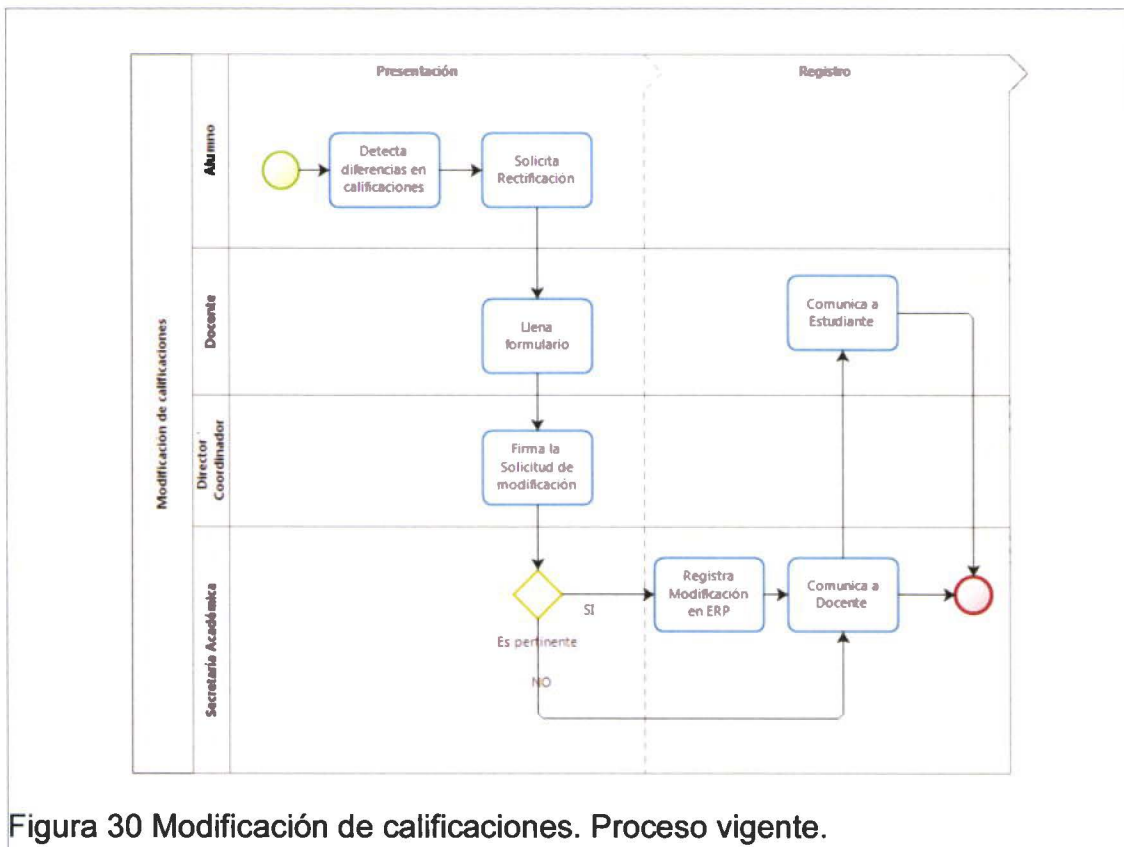 Presentación
Registro
Modificación de calificaciones
Alumno
Detecta
diferencias en
calificaciones
Solicita
Rectificación
Docente
Llena
formulario
Comunica a
Estudiante
Director
Coordinador
Firma la
Solicitud de
modificación
Secretaría Académica
Es pertinente
SI
NO
Registra
Modificación
en ERP
Comunica a
Docente
Figura 30 Modificación de calificaciones. Proceso vigente.